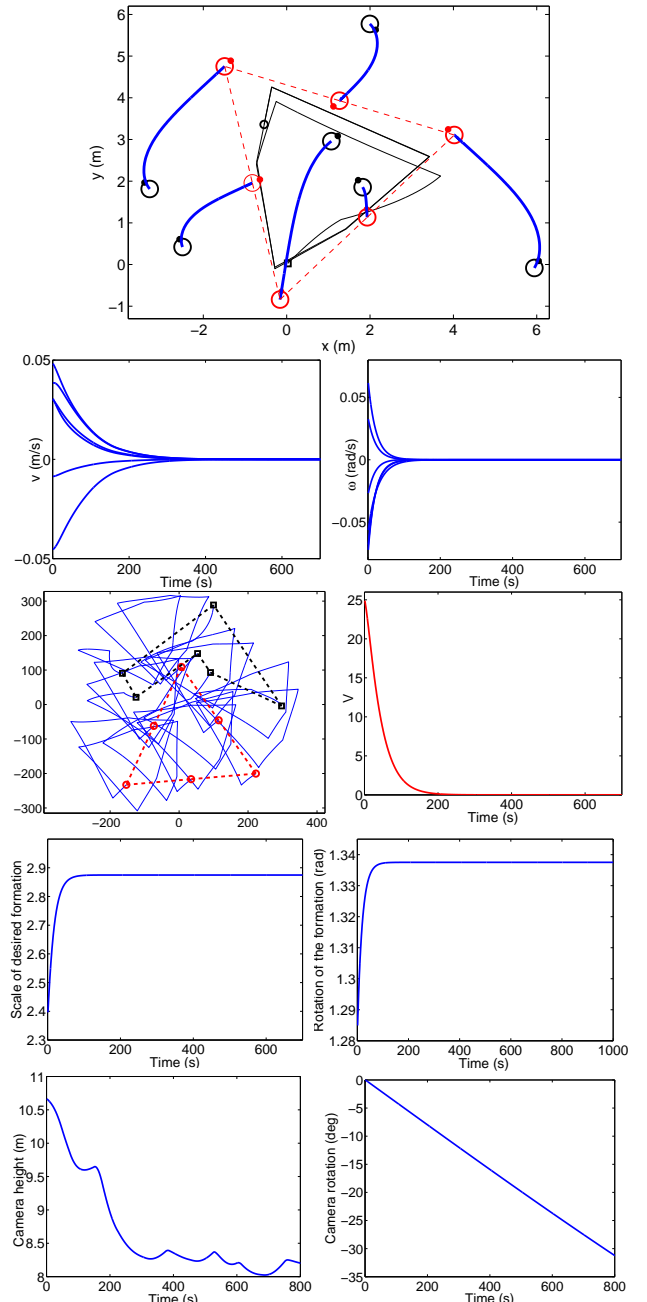 6
5
4
3
2
1
0
−1
y (m)
−2 0 2 4 6
x (m)
0.05
0
−0.05
v (m/s)
0 200 400 600
Time (s)
0.05
0
−0.05
ω (rad/s)
0 200 400 600
Time (s)
300
200
100
0
−100
−200
−300
−200 0 200 400
25
20
15
10
5
0
V
0 200 400 600
Time (s)
2.9
2.8
2.7
2.6
2.5
2.4
2.3
Scale of desired formation
0 200 400 600
Time (s)
1.34
1.33
1.32
1.31
1.3
1.29
1.28
Rotation of the formation (rad)
0 200 400 600 800 1000
Time (s)
11
10.5
10
9.5
9
8.5
8
Camera height (m)
0 200 400 600 800
Time (s)
0
−5
−10
−15
−20
−25
−30
−35
Camera rotation (deg)
0 200 400 600 800
Time (s)